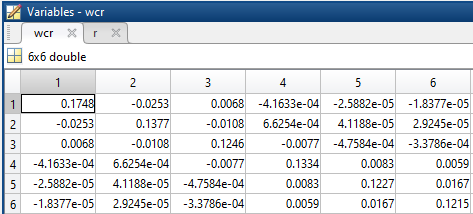 Variables - wcr
wcr r
6x6 double
1 2 3 4 5 6
1 0.1748 -0.0253 0.0068 -4.1633e-04 -2.5882e-05 -1.8377e-05
2 -0.0253 0.1377 -0.0108 6.6254e-04 4.1188e-05 2.9245e-05
3 0.0068 -0.0108 0.1246 -0.0077 -4.7584e-04 -3.3786e-04
4 -4.1633e-04 6.6254e-04 -0.0077 0.1334 0.0083 0.0059
5 -2.5882e-05 4.1188e-05 -4.7584e-04 0.0083 0.1227 0.0167
6 -1.8377e-05 2.9245e-05 -3.3786e-04 0.0059 0.0167 0.1213